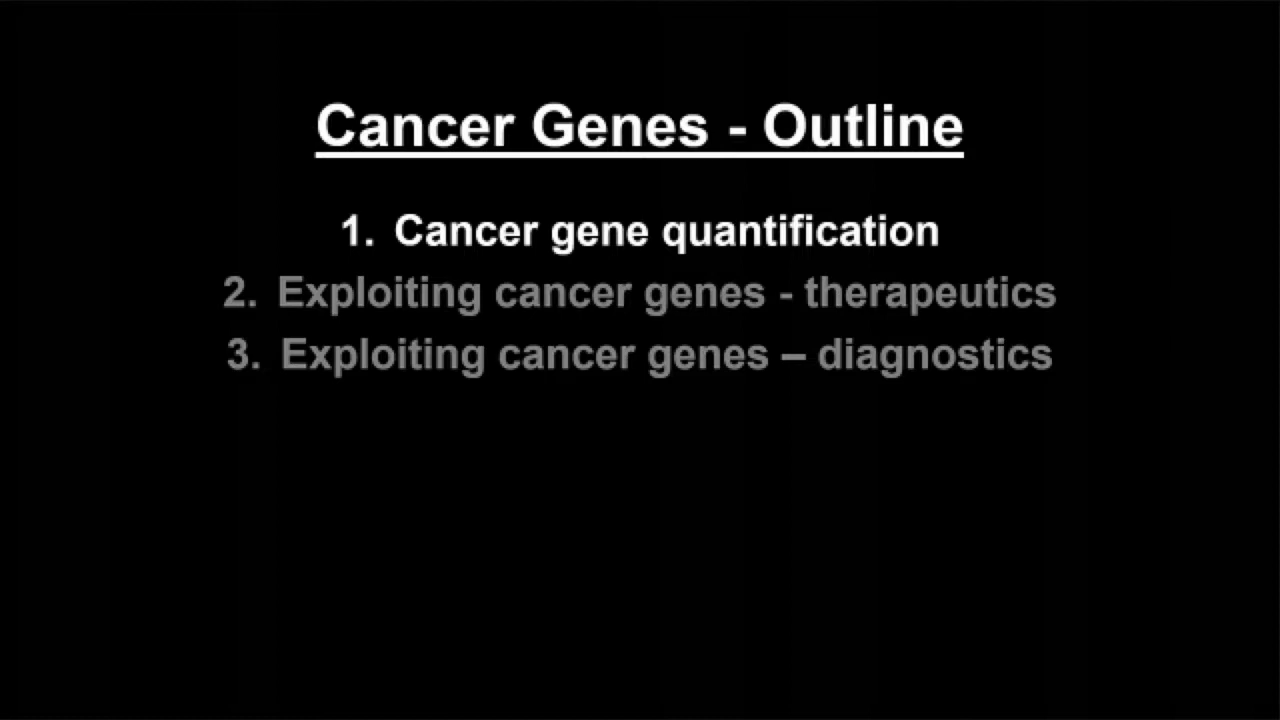 Cancer Genes - Outline
1. Cancer gene quantification
2. Exploiting cancer genes - therapeutics
3. Exploiting cancer genes – diagnostics